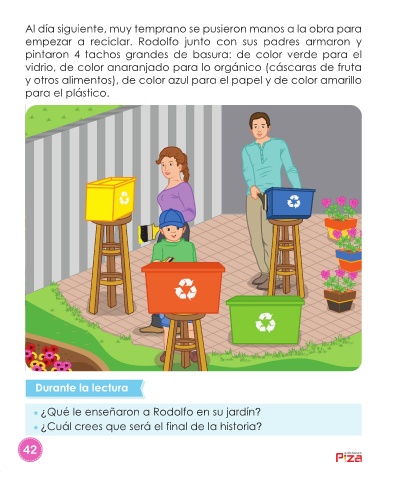 Al día siguiente, muy temprano se pusieron manos a la obra para
empezar a reciclar. Rodolfo junto con sus padres armaron y
pintaron 4 tachos grandes de basura: de color verde para el
vidrio, de color anaranjado para lo orgánico (cáscaras de fruta
y otros alimentos), de color azul para el papel y de color amarillo
para el plástico.
Durante la lectura
¿Qué le enseñaron a Rodolfo en su jardín?
¿Cuál crees que será el final de la historia?
42
P!za